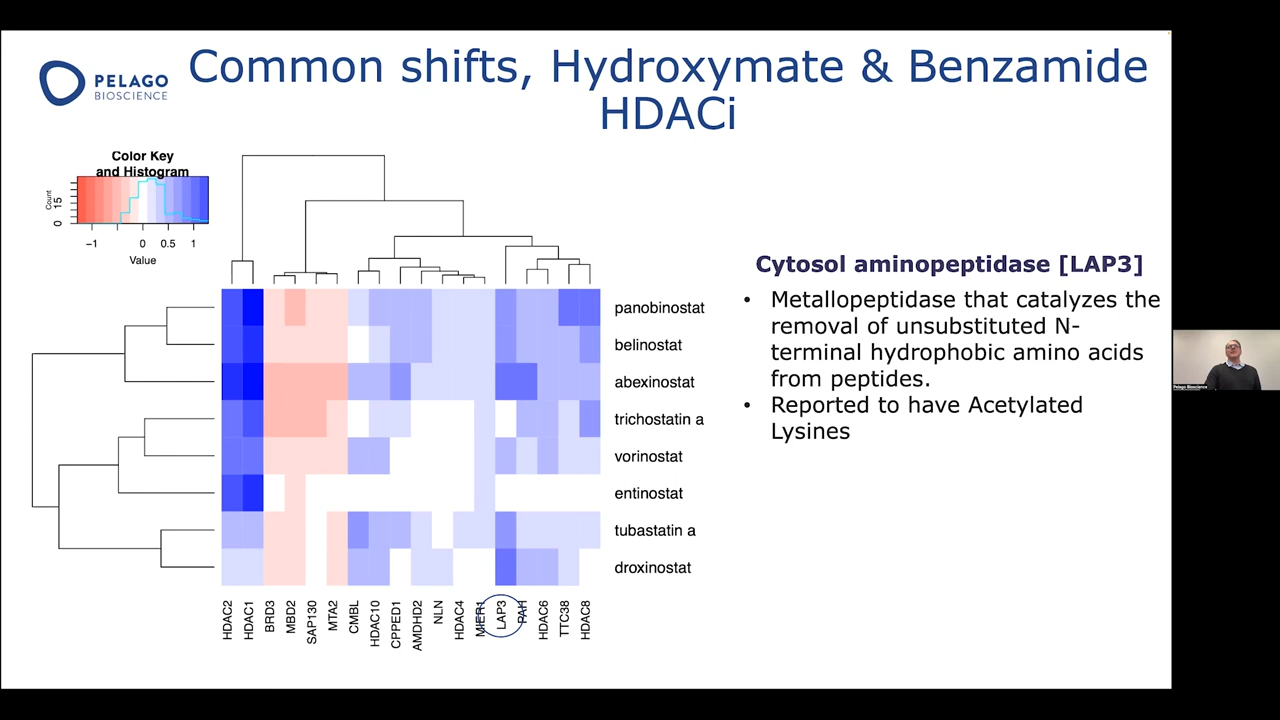 PELAGO
BIOSCIENCE
Common shifts, Hydroxymate & Benzamide
HDACi
Color Key
and Histogram
Count
0 15
−1 0 0.5 1
Value
panobinostat
belinostat
abexinostat
trichostatin a
vorinostat
entinostat
tubastatin a
droxinostat
HDAC2
HDAC1
BRD3
MBD2
SAP130
MTA2
CMBL
HDAC10
CPPED1
AMDHD2
NLN
HDAC4
MIER1
LAP3
PAH
HDAC6
TTC38
HDAC8
Cytosol aminopeptidase [LAP3]
• Metallopeptidase that catalyzes the
removal of unsubstituted N-
terminal hydrophobic amino acids
from peptides.
• Reported to have Acetylated
Lysines
Pelago Bioscience